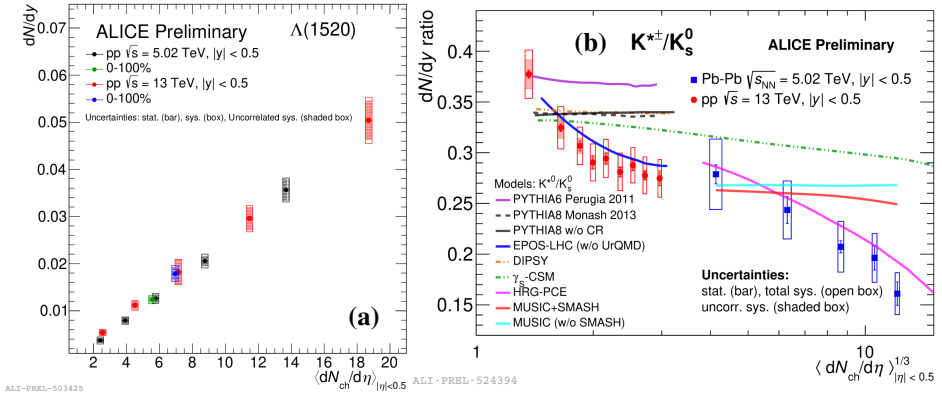 dN/dy
0.07
0.06
0.05
0.04
0.03
0.02
0.01
ALICE Preliminary
Λ(1520)
pp √s = 5.02 TeV, |y| < 0.5
0-100%
pp √s = 13 TeV, |y| < 0.5
0-100%
Uncertainties: stat. (bar), sys. (box), Uncorrelated sys. (shaded box)
(a)
2 4 6 8 10 12 14 16 18 20
⟨dN_ch/dη⟩_|η|<0.5
ALI-PREL-503425
dN/dy ratio
0.4
0.35
0.3
0.25
0.2
0.15
(b) K*±/K⁰_S
ALICE Preliminary
Pb-Pb √s_NN = 5.02 TeV, |y| < 0.5
pp √s = 13 TeV, |y| < 0.5
Models: K*⁰/K⁰_S
PYTHIA6 Perugia 2011
PYTHIA8 Monash 2013
PYTHIA8 w/o CR
EPOS-LHC (w/o UrQMD)
DIPSY
γ_S-CSM
HRG-PCE
MUSIC+SMASH
MUSIC (w/o SMASH)
Uncertainties:
stat. (bar), total sys. (open box)
uncorr. sys. (shaded box)
1 10
⟨dN_ch/dη⟩^1/3_|η|<0.5
ALI-PREL-524394